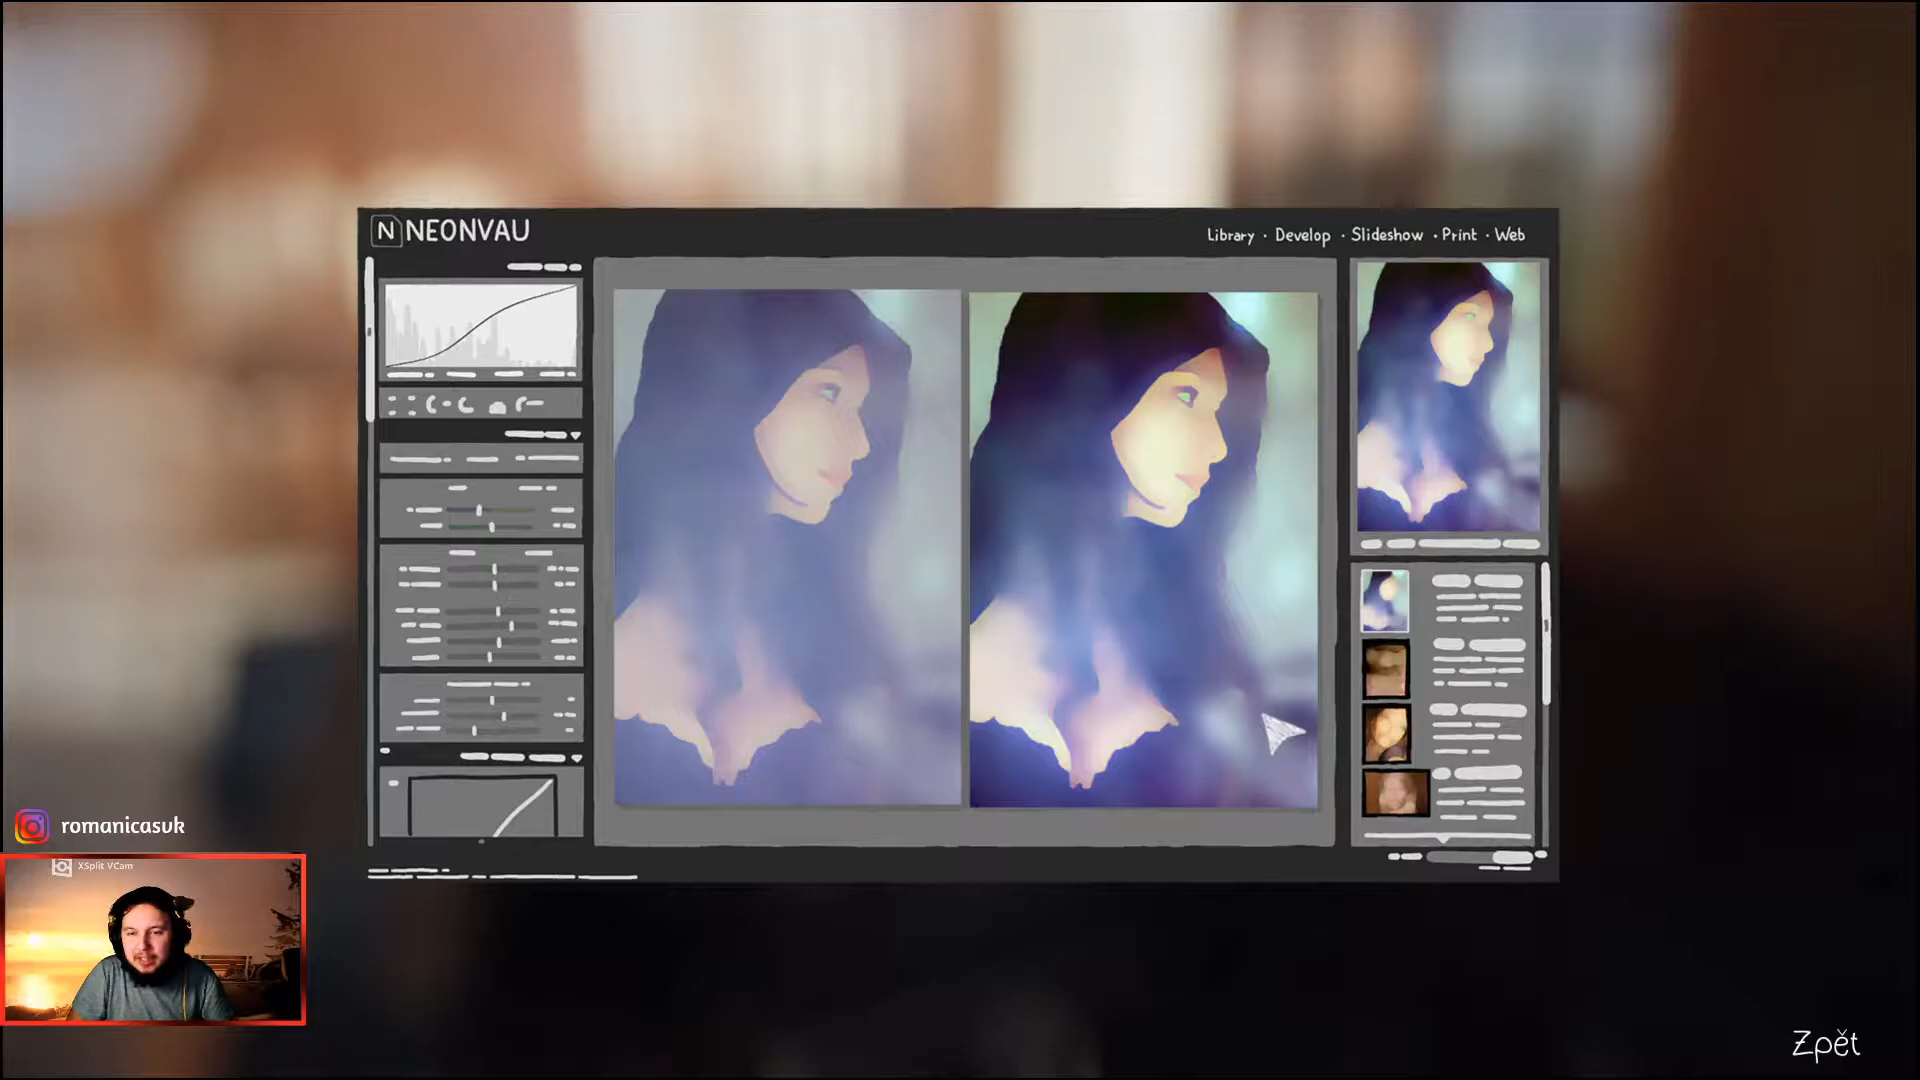 N NEONVAU
Library · Develop · Slideshow · Print · Web
romanicasuk
XSplit VCam
Zpět